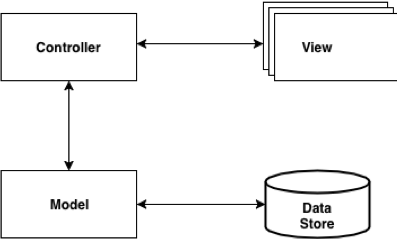 Controller
View
Model
Data
Store